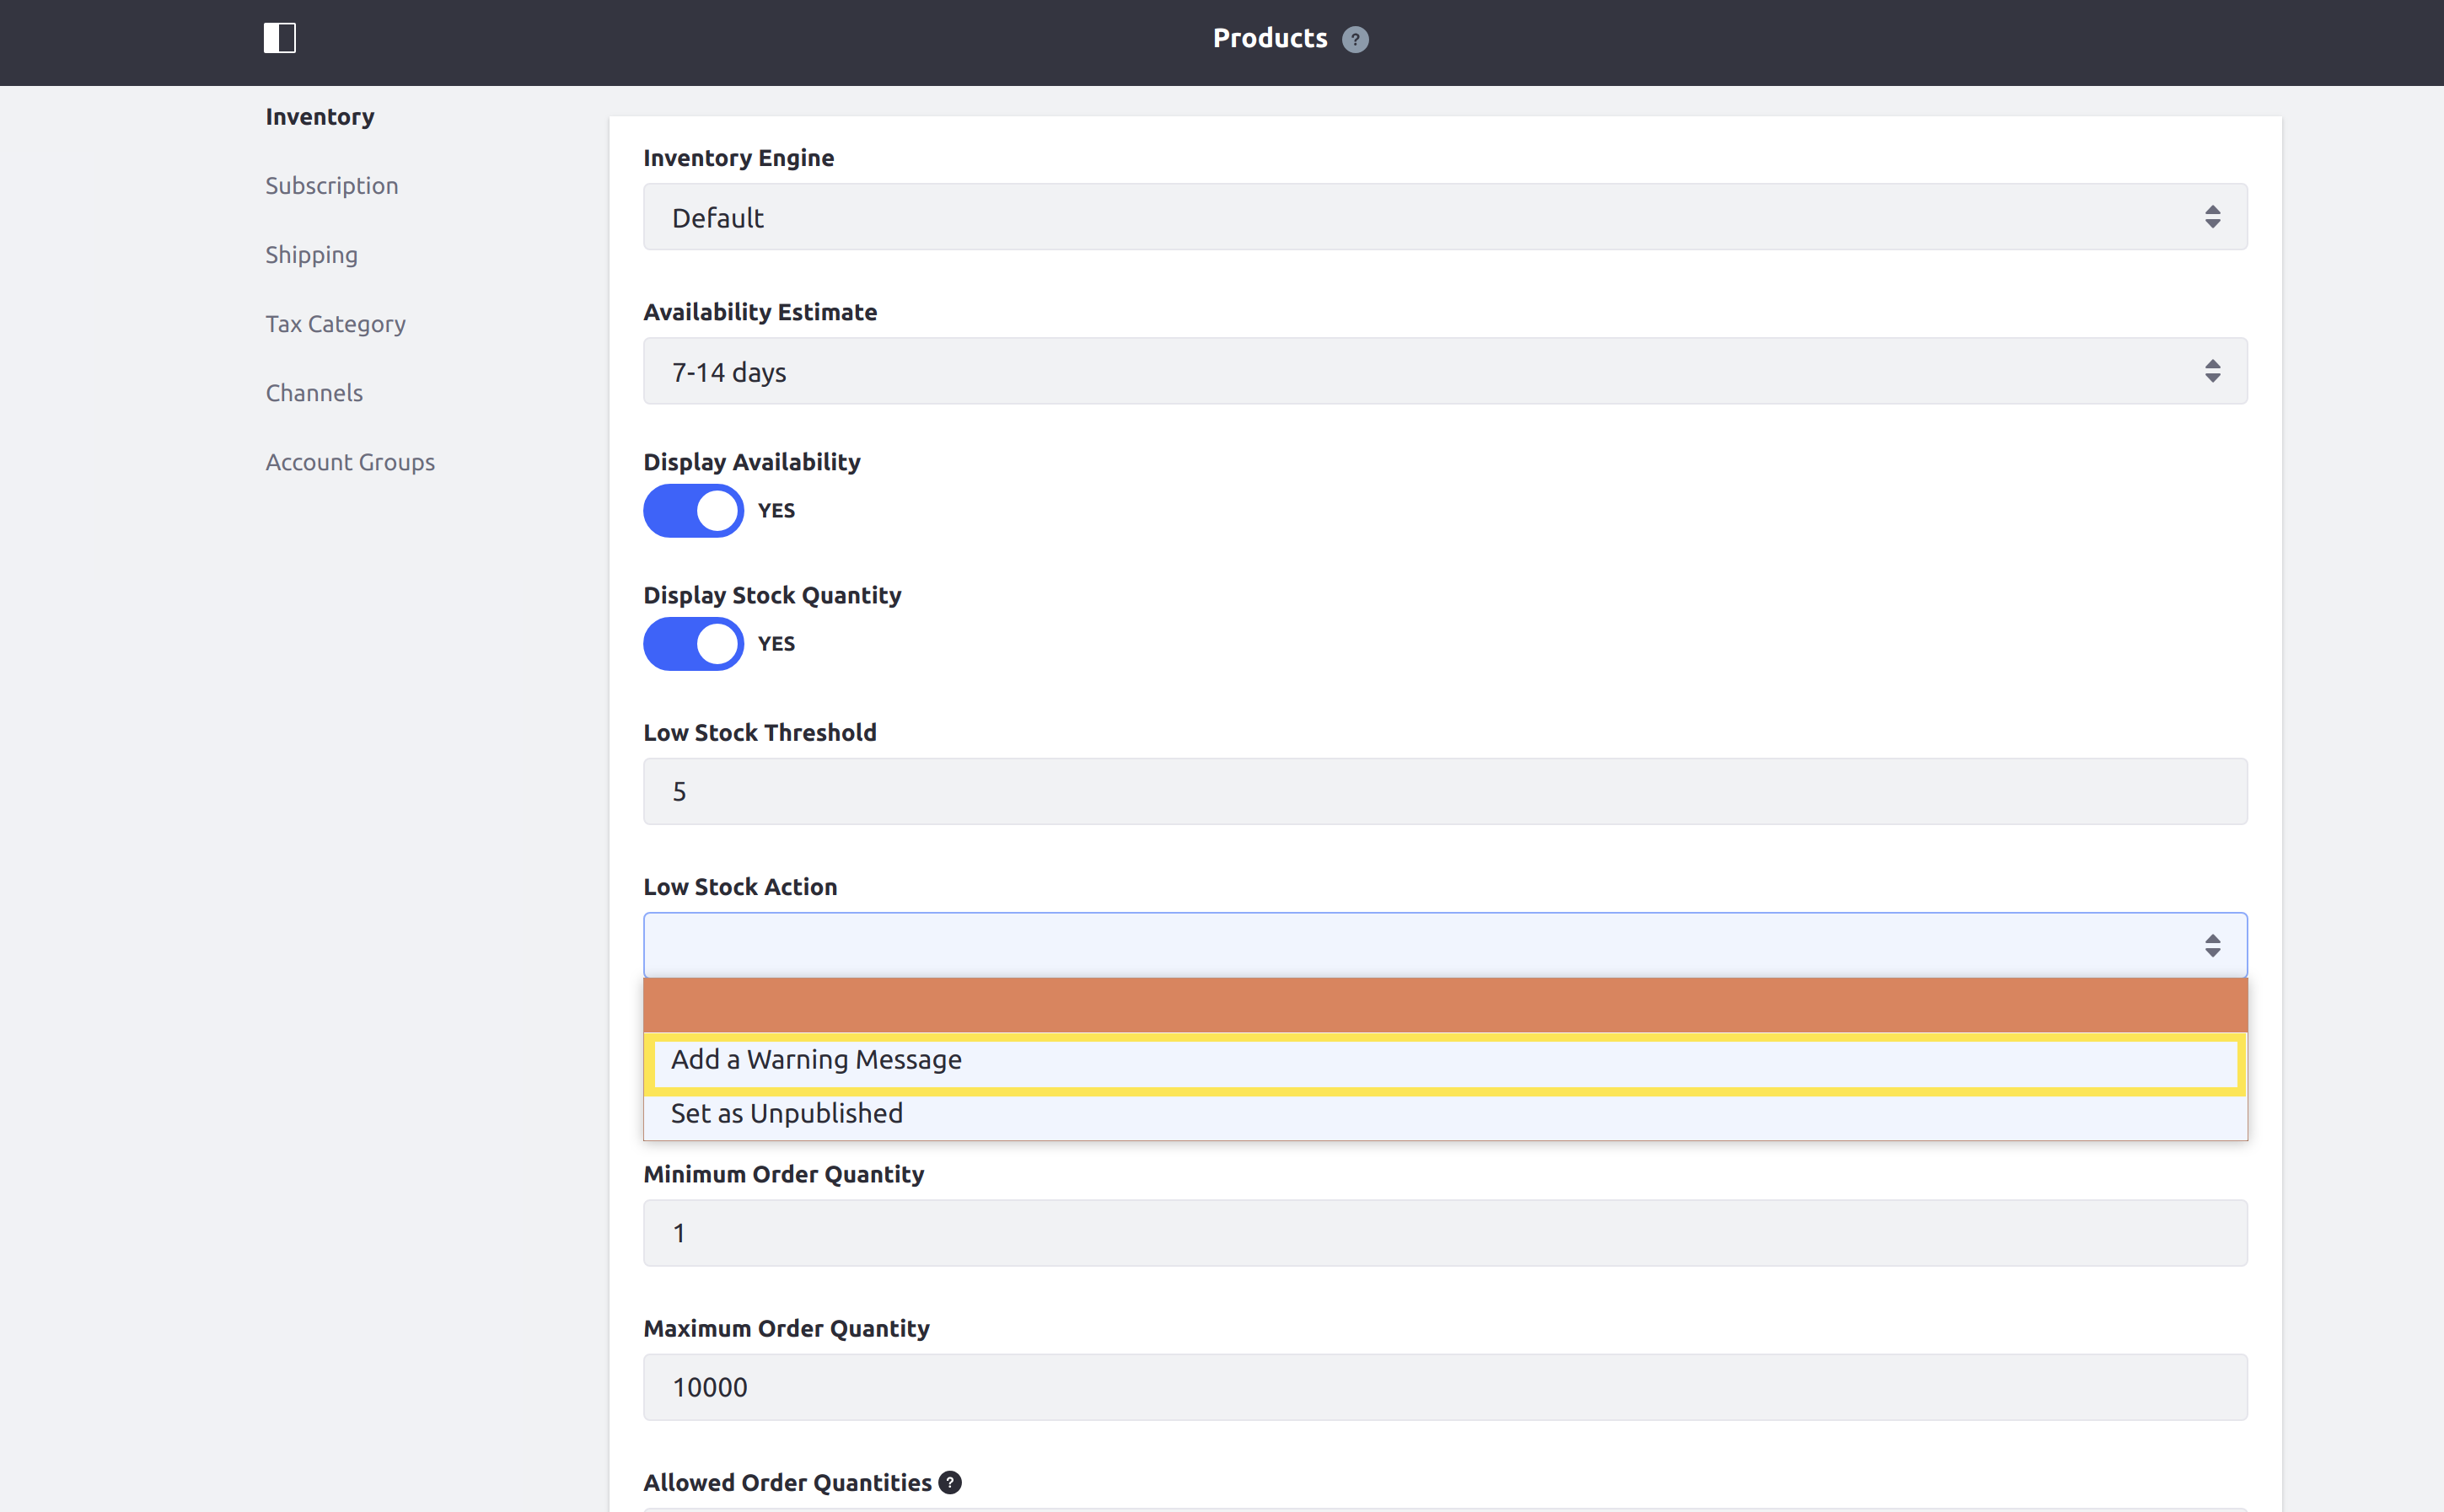 Products ?
Inventory
Subscription
Shipping
Tax Category
Channels
Account Groups
Inventory Engine
Default
Availability Estimate
7-14 days
Display Availability
YES
Display Stock Quantity
YES
Low Stock Threshold
5
Low Stock Action
Add a Warning Message
Set as Unpublished
Minimum Order Quantity
1
Maximum Order Quantity
10000
Allowed Order Quantities ?